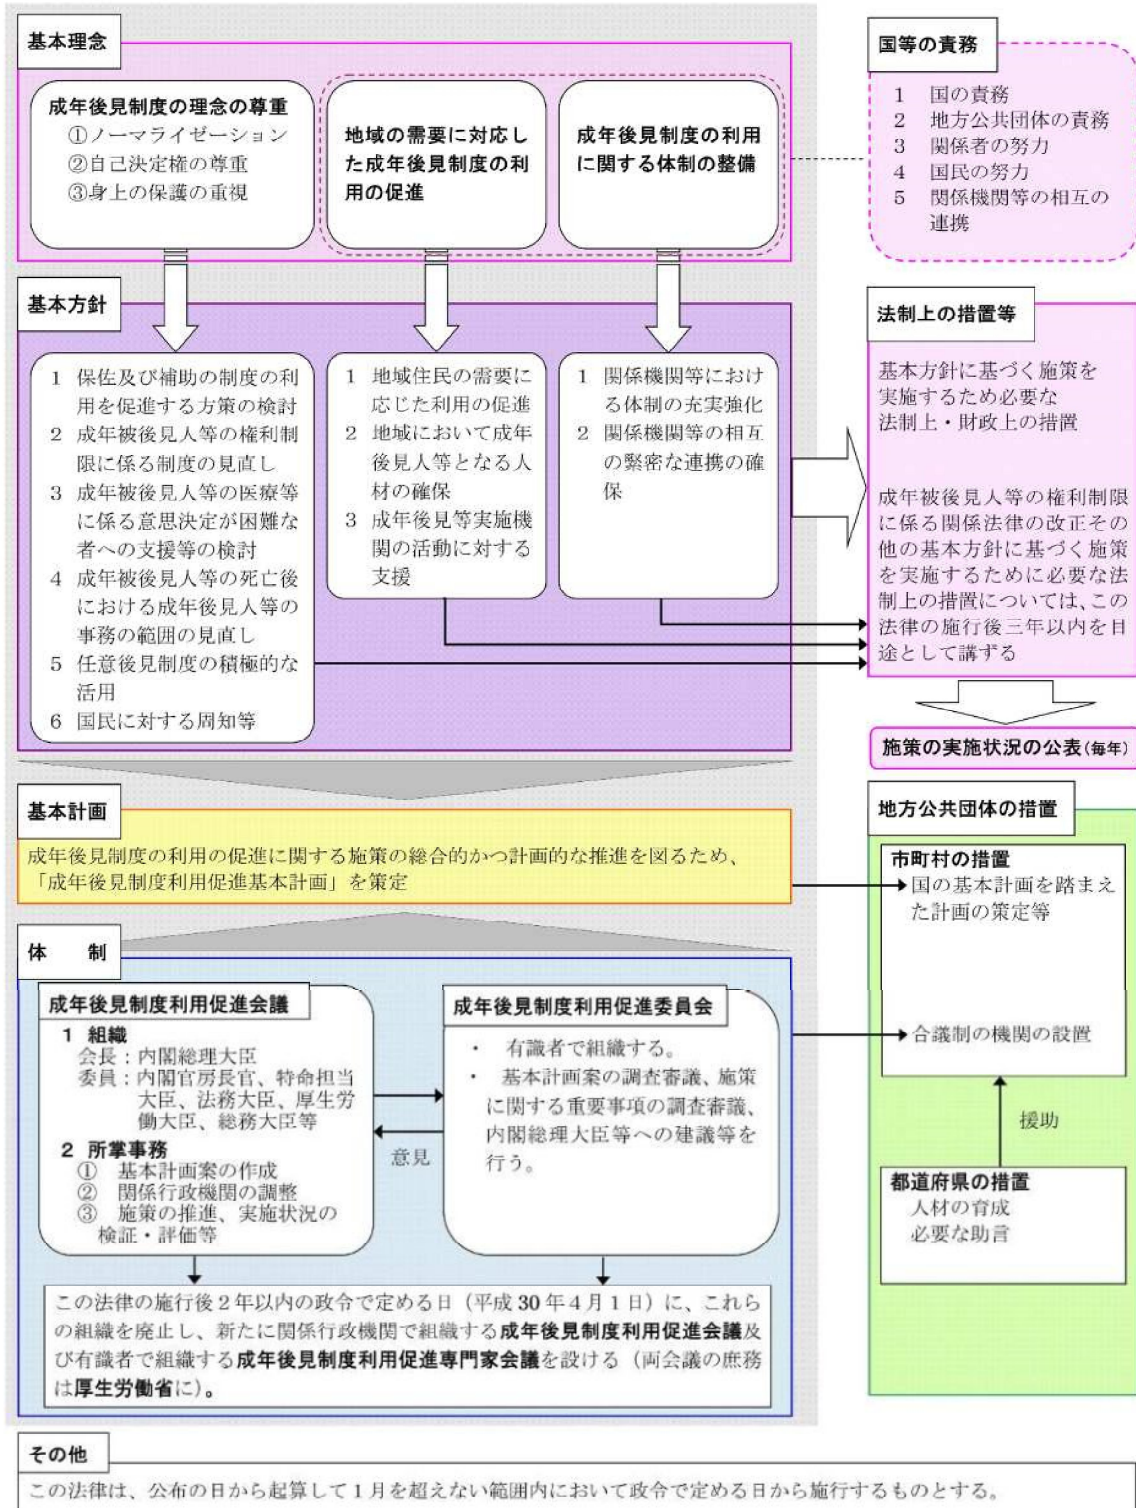 基本理念
成年後見制度の理念の尊重
①ノーマライゼーション
②自己決定権の尊重
③身上の保護の重視
地域の需要に対応し
た成年後見制度の利
用の促進
成年後見制度の利用
に関する体制の整備
国等の責務
1 国の責務
2 地方公共団体の責務
3 関係者の努力
4 国民の努力
5 関係機関等の相互の
連携
基本方針
1 保佐及び補助の制度の利
用を促進する方策の検討
2 成年被後見人等の権利制
限に係る制度の見直し
3 成年被後見人等の医療等
に係る意思決定が困難な
者への支援等の検討
4 成年被後見人等の死亡後
における成年後見人等の
事務の範囲の見直し
5 任意後見制度の積極的な
活用
6 国民に対する周知等
1 地域住民の需要に
応じた利用の促進
2 地域において成年
後見人等となる人
材の確保
3 成年後見等実施機
関の活動に対する
支援
1 関係機関等におけ
る体制の充実強化
2 関係機関等の相互
の緊密な連携の確
保
法制上の措置等
基本方針に基づく施策を
実施するため必要な
法制上・財政上の措置
成年被後見人等の権利制限
に係る関係法律の改正その
他の基本方針に基づく施策
を実施するために必要な法
制上の措置については、この
法律の施行後三年以内を目
途として講ずる
施策の実施状況の公表(毎年)
基本計画
成年後見制度の利用の促進に関する施策の総合的かつ計画的な推進を図るため、
「成年後見制度利用促進基本計画」を策定
地方公共団体の措置
市町村の措置
国の基本計画を踏まえ
た計画の策定等
合議制の機関の設置
援助
都道府県の措置
人材の育成
必要な助言
体 制
成年後見制度利用促進会議
1 組織
会長：内閣総理大臣
委員：内閣官房長官、特命担当
大臣、法務大臣、厚生労
働大臣、総務大臣等
2 所掌事務
① 基本計画案の作成
② 関係行政機関の調整
③ 施策の推進、実施状況の
検証・評価等
意見
成年後見制度利用促進委員会
・ 有識者で組織する。
・ 基本計画案の調査審議、施策
に関する重要事項の調査審議、
内閣総理大臣等への建議等を
行う。
この法律の施行後２年以内の政令で定める日（平成 30 年４月１日）に、これら
の組織を廃止し、新たに関係行政機関で組織する成年後見制度利用促進会議及
び有識者で組織する成年後見制度利用促進専門家会議を設ける（両会議の庶務
は厚生労働省に）。
その他
この法律は、公布の日から起算して１月を超えない範囲内において政令で定める日から施行するものとする。